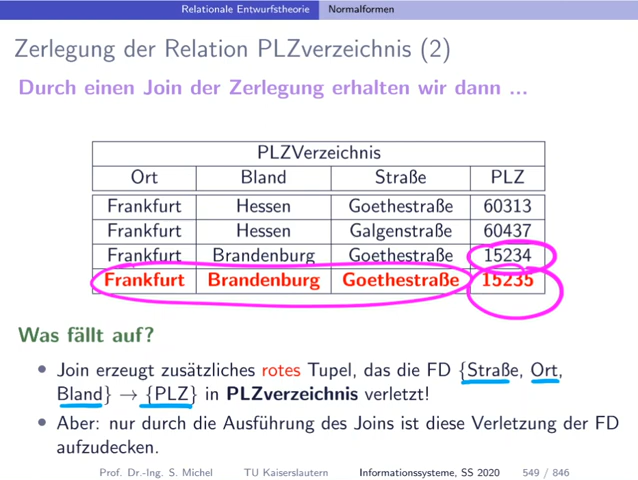 Relationale Entwurfstheorie Normalformen
Zerlegung der Relation PLZverzeichnis (2)
Durch einen Join der Zerlegung erhalten wir dann ...
PLZVerzeichnis
Ort Bland Straße PLZ
Frankfurt Hessen Goethestraße 60313
Frankfurt Hessen Galgenstraße 60437
Frankfurt Brandenburg Goethestraße 15234
Frankfurt Brandenburg Goethestraße 15235
Was fällt auf?
• Join erzeugt zusätzliches rotes Tupel, das die FD {Straße, Ort,
Bland} → {PLZ} in PLZverzeichnis verletzt!
• Aber: nur durch die Ausführung des Joins ist diese Verletzung der FD
aufzudecken.
Prof. Dr.-Ing. S. Michel TU Kaiserslautern Informationssysteme, SS 2020 549 / 846